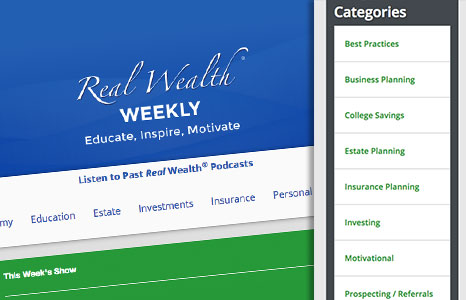 Real Wealth®
WEEKLY
Educate, Inspire, Motivate
Listen to Past Real Wealth® Podcasts
my Education Estate Investments Insurance Personal
This Week's Show
Categories
Best Practices
Business Planning
College Savings
Estate Planning
Insurance Planning
Investing
Motivational
Prospecting / Referrals